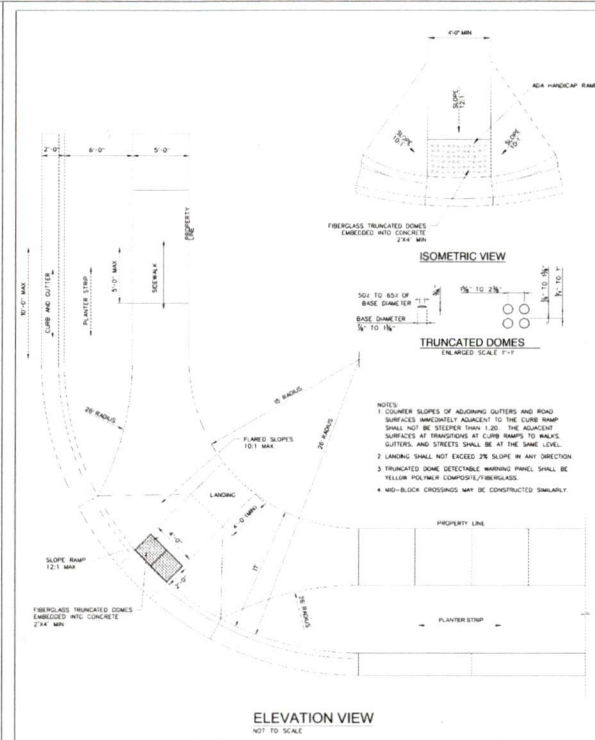 4'-0" MIN
ADA HANDICAP RAMP
SLOPE
12:1
SLOPE
10:1
SLOPE
10:1
2'-0"
6'-0"
5'-0"
FIBERGLASS TRUNCATED DOMES
EMBEDDED INTO CONCRETE
2'X4' MIN
ISOMETRIC VIEW
PROPERTY
LINE
10'-0" MAX
CURB AND GUTTER
PLANTER STRIP
5'-0" MAX
SIDEWALK
50% TO 65% OF
BASE DIAMETER
BASE DIAMETER
TRUNCATED DOMES
ENLARGED SCALE 1"=1'
NOTES:
1. COUNTER SLOPES OF ADJOINING GUTTERS AND ROAD
SURFACES IMMEDIATELY ADJACENT TO THE CURB RAMP
SHALL NOT BE STEEPER THAN 1:20. THE ADJACENT
SURFACES AT TRANSITIONS AT CURB RAMPS TO WALKS,
GUTTERS, AND STREETS SHALL BE AT THE SAME LEVEL.
2. LANDING SHALL NOT EXCEED 2% SLOPE IN ANY DIRECTION
3. TRUNCATED DOME DETECTABLE WARNING PANEL SHALL BE
YELLOW POLYMER COMPOSITE/FIBERGLASS.
4. MID-BLOCK CROSSINGS MAY BE CONSTRUCTED SIMILARLY.
15 RADIUS
26' RADIUS
26' RADIUS
FLARED SLOPES
10:1 MAX
LANDING
4'-0 (MIN)
4'-0"
2'-0"
11'
SLOPE RAMP
12:1 MAX
FIBERGLASS TRUNCATED DOMES
EMBEDDED INTO CONCRETE
2'X4' MIN
RADIUS
PROPERTY LINE
PLANTER STRIP
ELEVATION VIEW
NOT TO SCALE